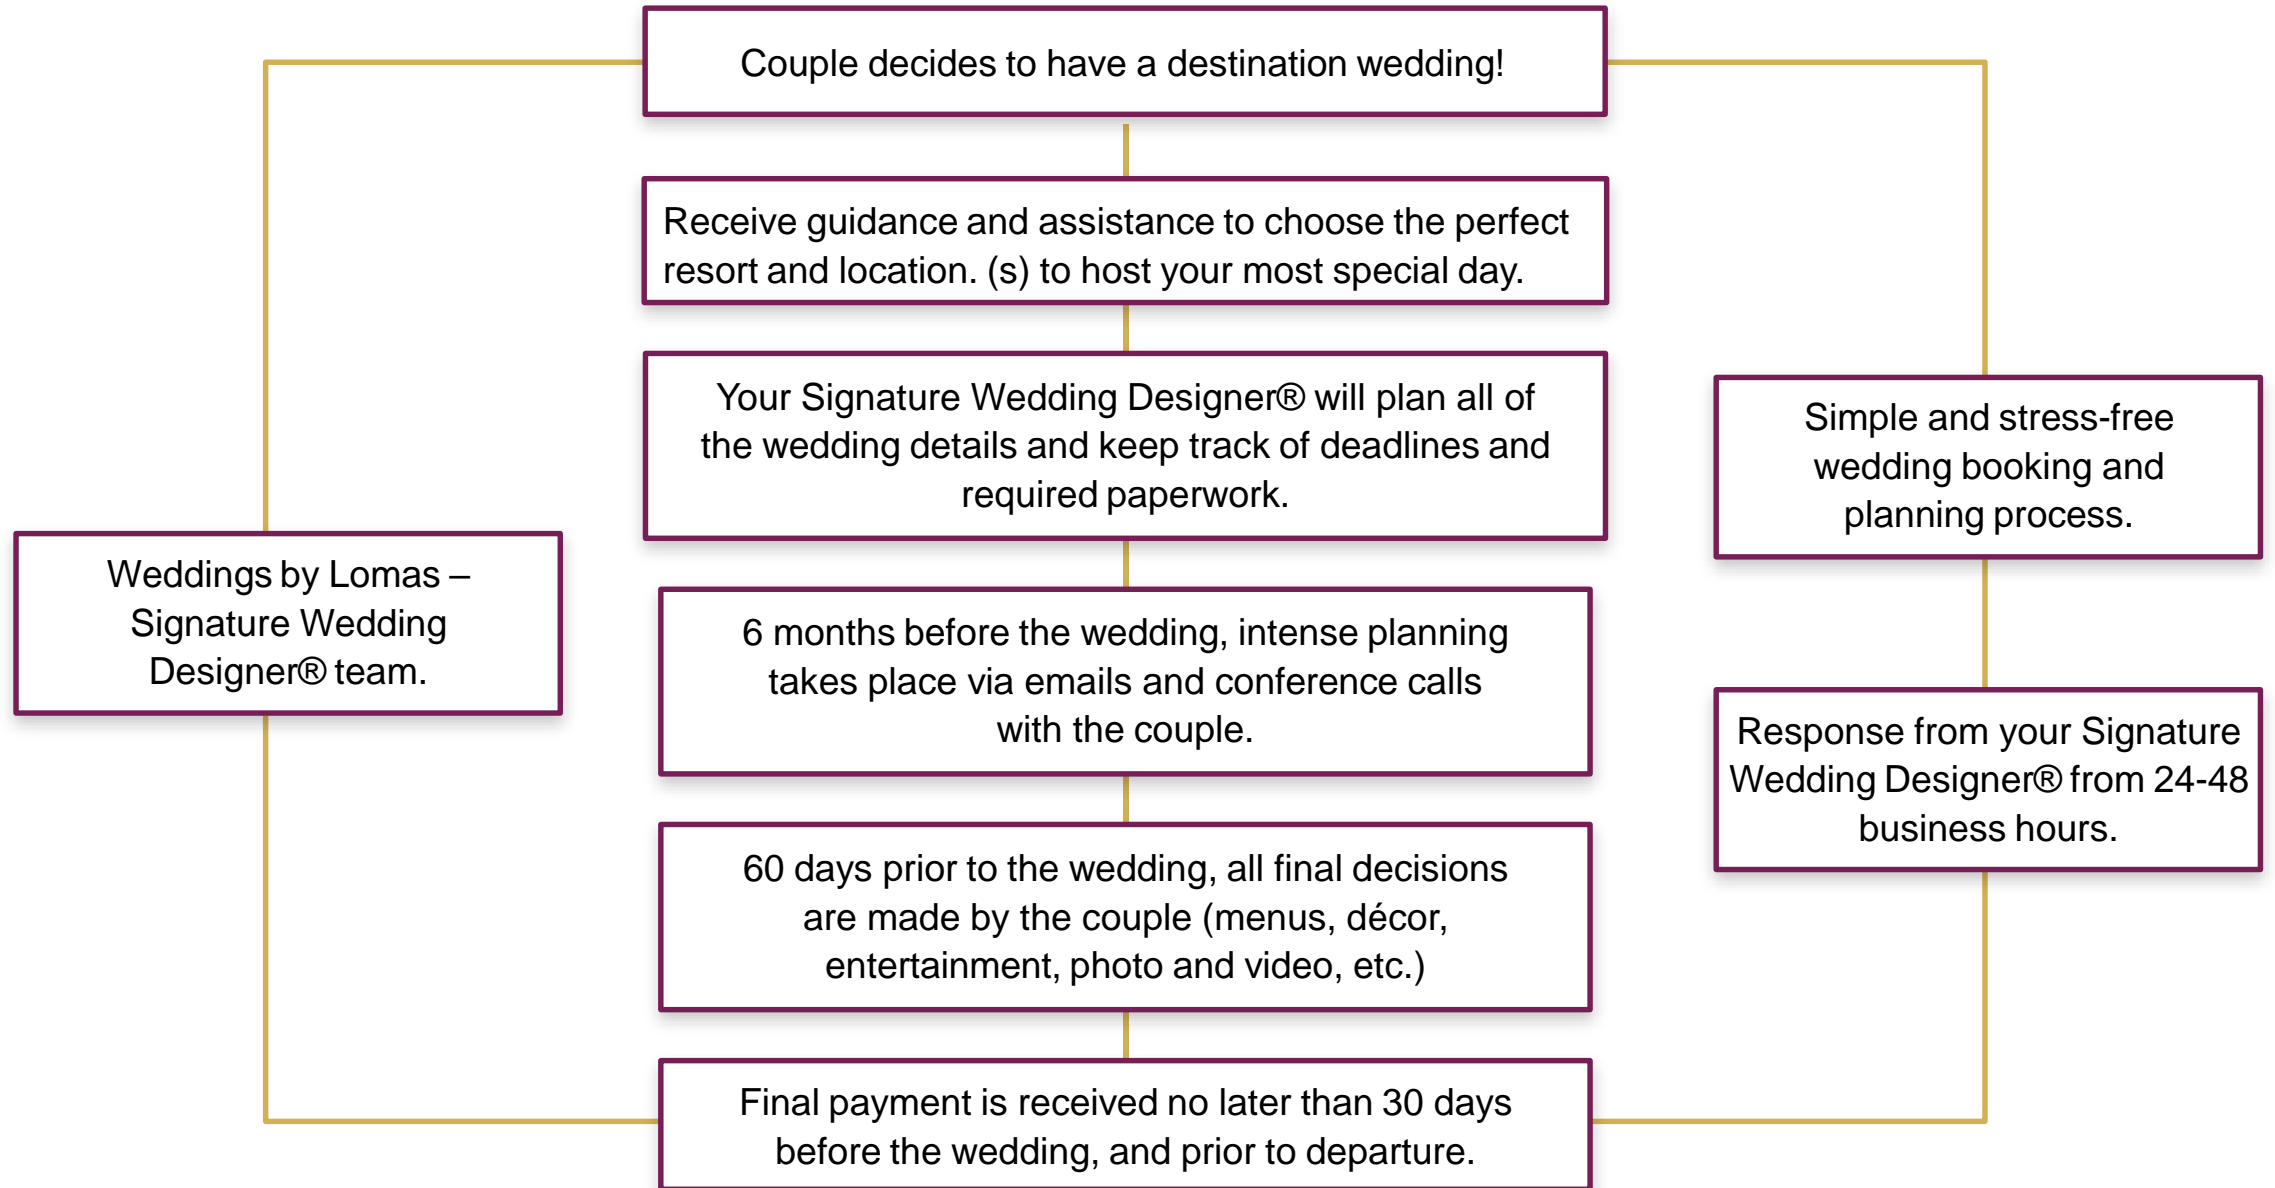 Couple decides to have a destination wedding!
Receive guidance and assistance to choose the perfect
resort and location. (s) to host your most special day.
Your Signature Wedding Designer® will plan all of
the wedding details and keep track of deadlines and
required paperwork.
6 months before the wedding, intense planning
takes place via emails and conference calls
with the couple.
60 days prior to the wedding, all final decisions
are made by the couple (menus, décor,
entertainment, photo and video, etc.)
Final payment is received no later than 30 days
before the wedding, and prior to departure.
Weddings by Lomas –
Signature Wedding
Designer® team.
Simple and stress-free
wedding booking and
planning process.
Response from your Signature
Wedding Designer® from 24-48
business hours.